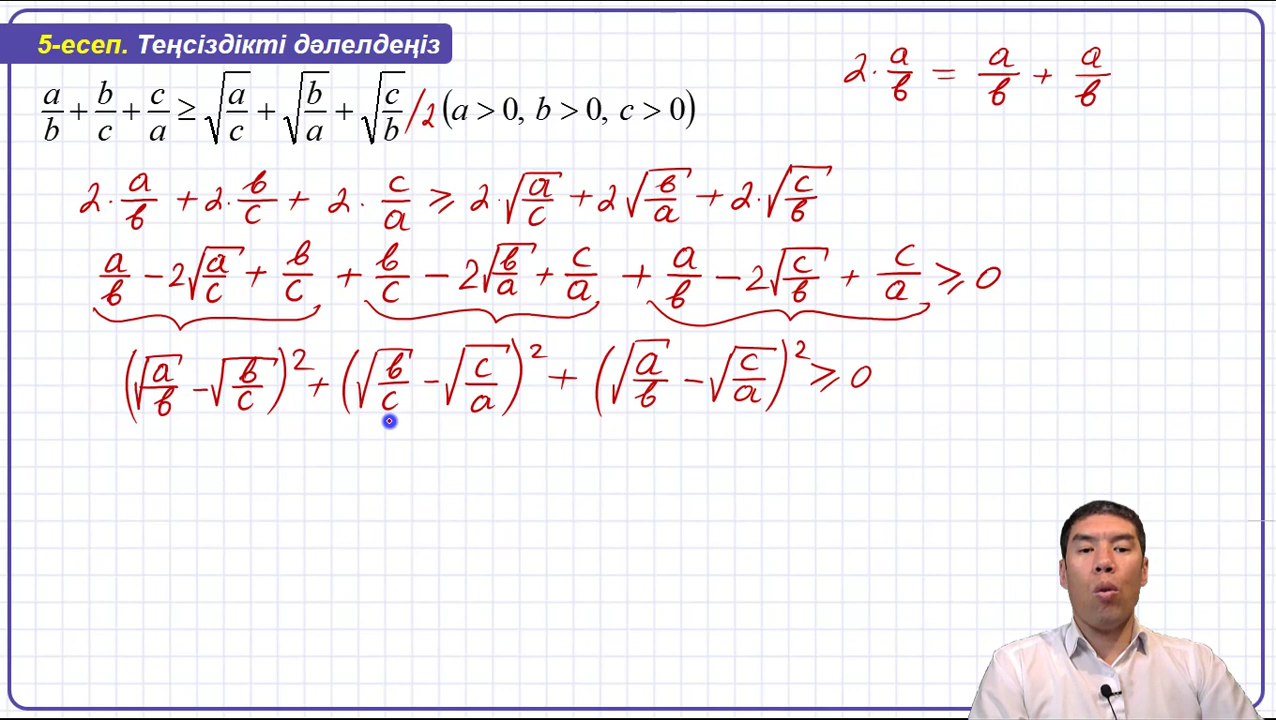 5-есеп. Теңсіздікті дәлелдеңіз
2 · a/в = a/в + a/в
a/b + b/c + c/a ≥ √(a/c) + √(b/a) + √(c/b) /2 (a > 0, b > 0, c > 0)
2 · a/в + 2 · в/c + 2 · c/a ≥ 2 · √(a/c) + 2√(в/a) + 2 · √(c/в)
a/в − 2√(a/c) + в/c + в/c − 2√(в/a) + c/a + a/в − 2√(c/в) + c/a ≥ 0
(√(a/в) − √(в/c))² + (√(в/c) − √(c/a))² + (√(a/в) − √(c/a))² ≥ 0